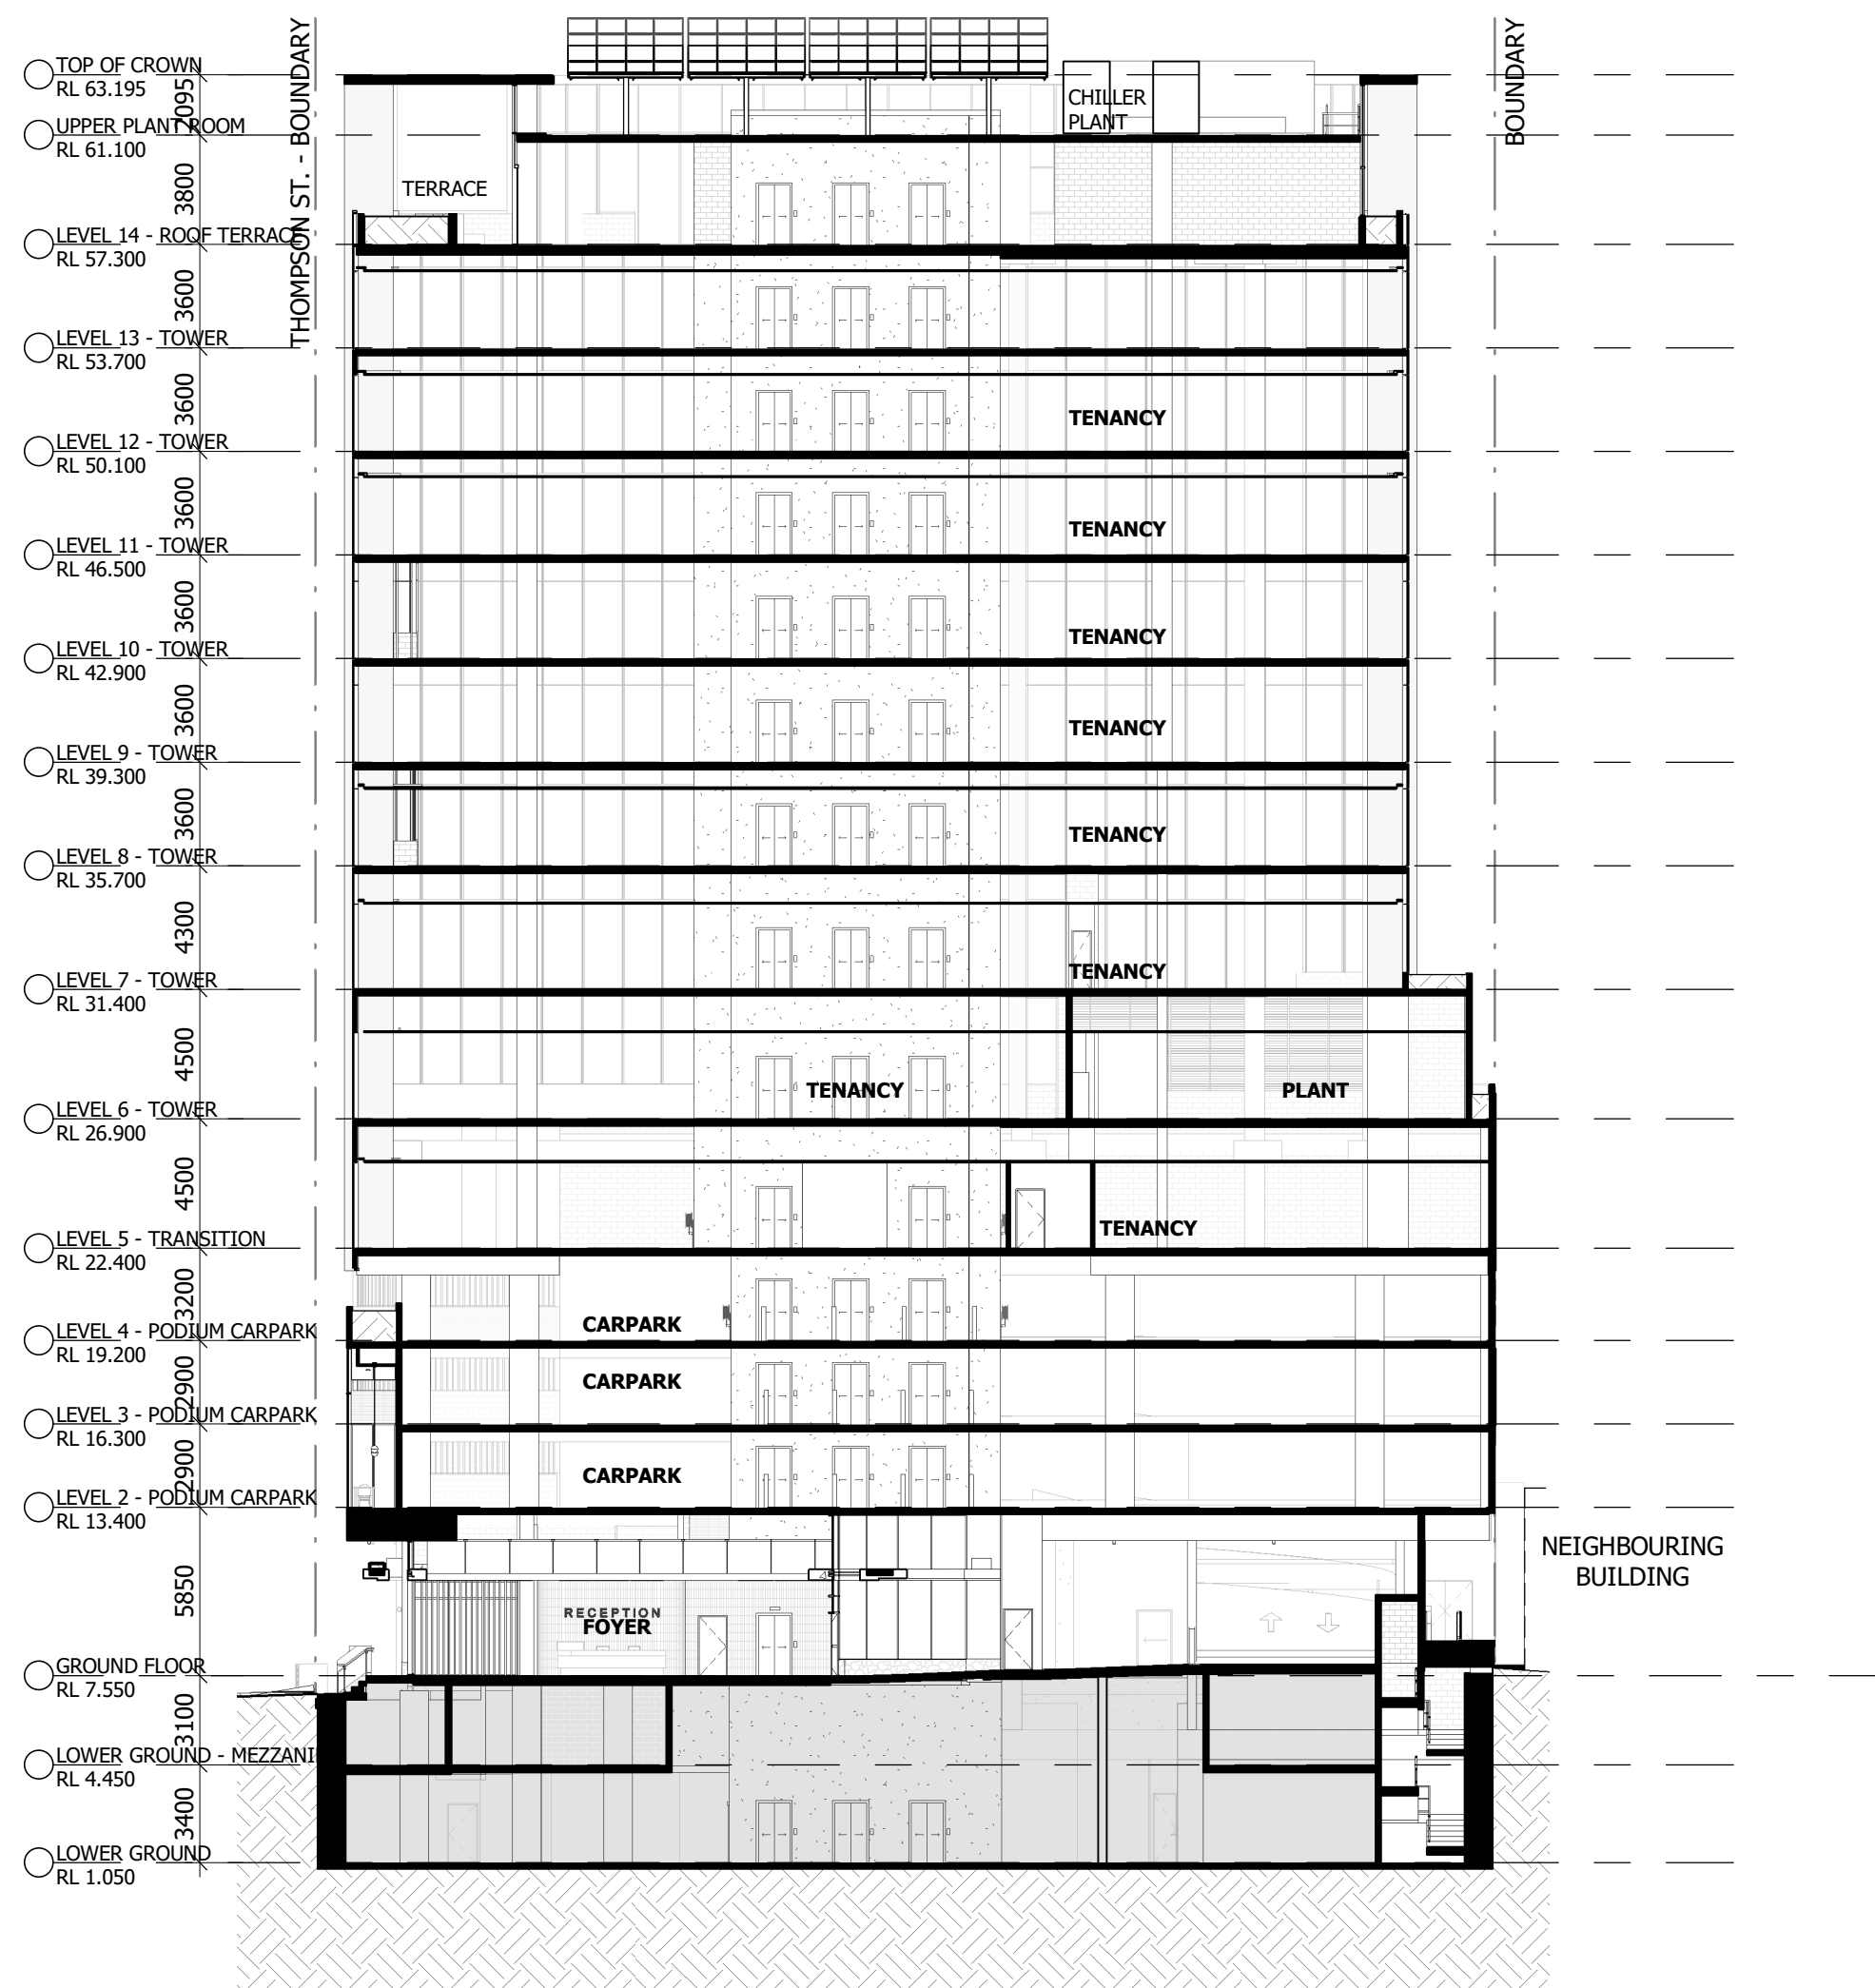 TOP OF CROWN
RL 63.195
2095
UPPER PLANT ROOM
RL 61.100
3800
LEVEL 14 - ROOF TERRACE
RL 57.300
3600
LEVEL 13 - TOWER
RL 53.700
3600
LEVEL 12 - TOWER
RL 50.100
3600
LEVEL 11 - TOWER
RL 46.500
3600
LEVEL 10 - TOWER
RL 42.900
3600
LEVEL 9 - TOWER
RL 39.300
3600
LEVEL 8 - TOWER
RL 35.700
4300
LEVEL 7 - TOWER
RL 31.400
4500
LEVEL 6 - TOWER
RL 26.900
4500
LEVEL 5 - TRANSITION
RL 22.400
3200
LEVEL 4 - PODIUM CARPARK
RL 19.200
2900
LEVEL 3 - PODIUM CARPARK
RL 16.300
2900
LEVEL 2 - PODIUM CARPARK
RL 13.400
5850
GROUND FLOOR
RL 7.550
3100
LOWER GROUND - MEZZANI
RL 4.450
3400
LOWER GROUND
RL 1.050
THOMPSON ST. - BOUNDARY
BOUNDARY
CHILLER
PLANT
TERRACE
TENANCY
TENANCY
TENANCY
TENANCY
TENANCY
TENANCY
TENANCY
PLANT
TENANCY
CARPARK
CARPARK
CARPARK
RECEPTION
FOYER
NEIGHBOURING
BUILDING